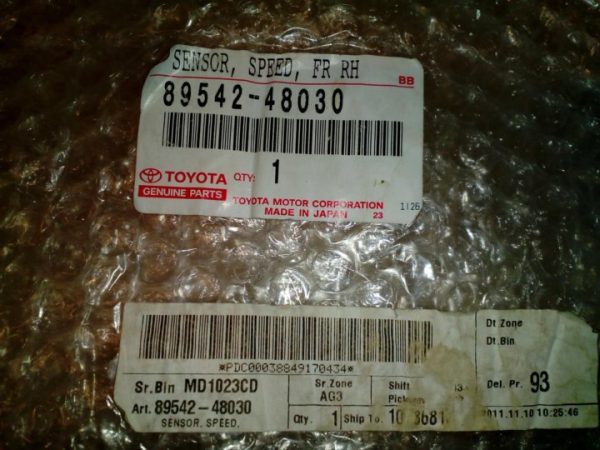 SENSOR, SPEED, FR RH
BB
89542-48030
TOYOTA
GENUINE PARTS
QTY: 1
TOYOTA MOTOR CORPORATION
MADE IN JAPAN 23
1126
*PDC00038849170434*
Dt.Zone
Dt.Bin
Sr.Bin MD1023CD
Sr.Zone
AG3
Shift
Del. Pr. 93
Art. 89542-48030
SENSOR, SPEED,
Qty. 1
Ship To.
2011.11.10 10:25:46